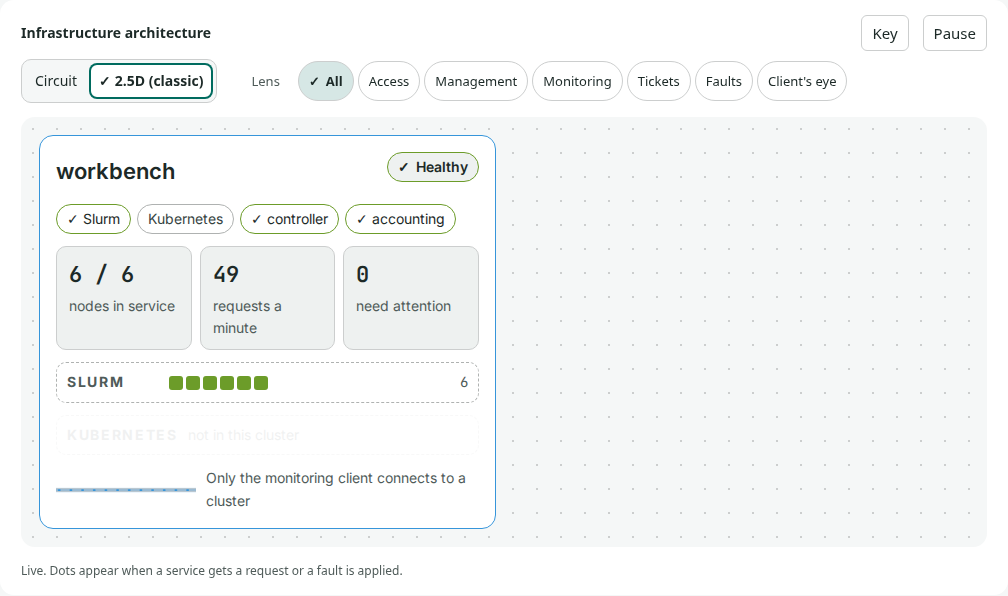 Infrastructure architecture
Key
Pause
Circuit
✓ 2.5D (classic)
Lens
✓ All
Access
Management
Monitoring
Tickets
Faults
Client's eye
workbench
✓ Healthy
✓ Slurm
Kubernetes
✓ controller
✓ accounting
6 / 6
nodes in service
49
requests a
minute
0
need attention
SLURM
6
KUBERNETES not in this cluster
Only the monitoring client connects to a
cluster
Live. Dots appear when a service gets a request or a fault is applied.